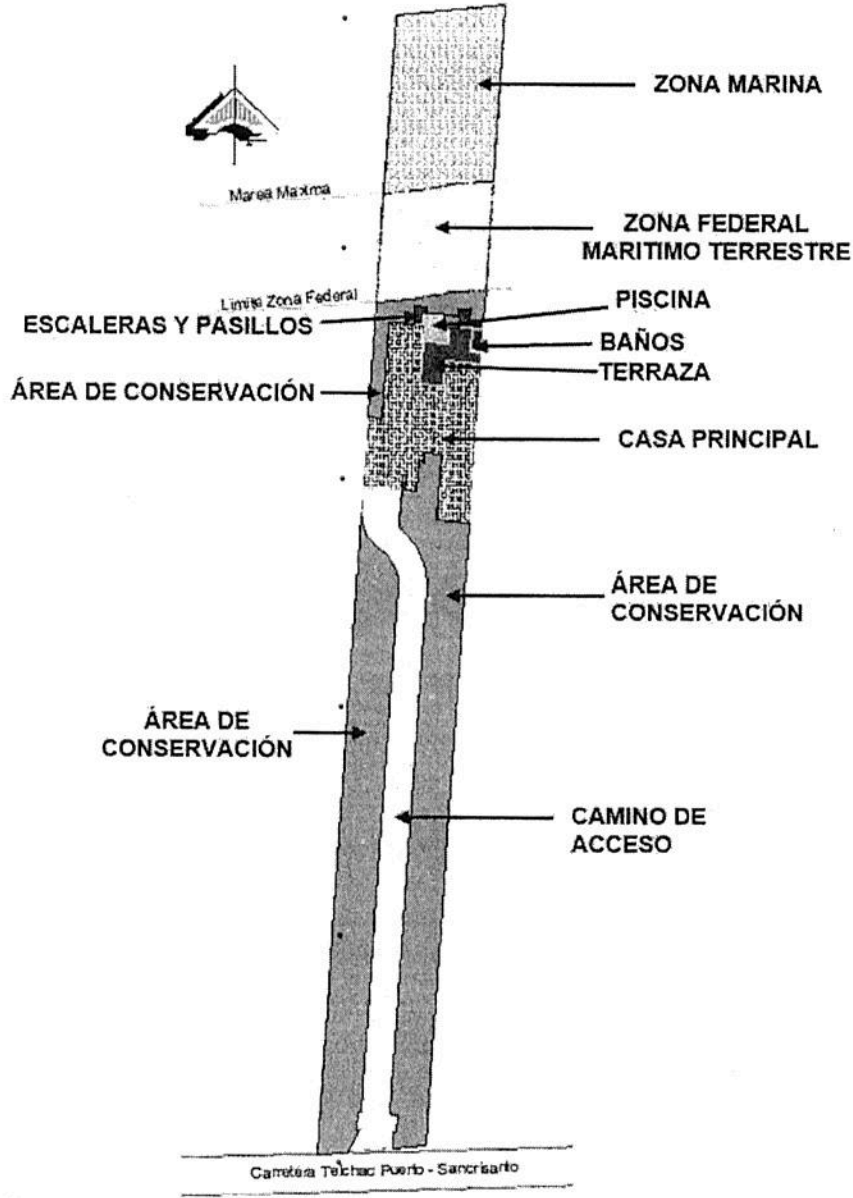 ZONA MARINA
Marea Maxima
ZONA FEDERAL
MARITIMO TERRESTRE
Limite Zona Federal
PISCINA
ESCALERAS Y PASILLOS
BAÑOS
TERRAZA
ÁREA DE CONSERVACIÓN
CASA PRINCIPAL
ÁREA DE
CONSERVACIÓN
ÁREA DE
CONSERVACIÓN
CAMINO DE
ACCESO
Carretera Telchac Puerto - Sancrisanto